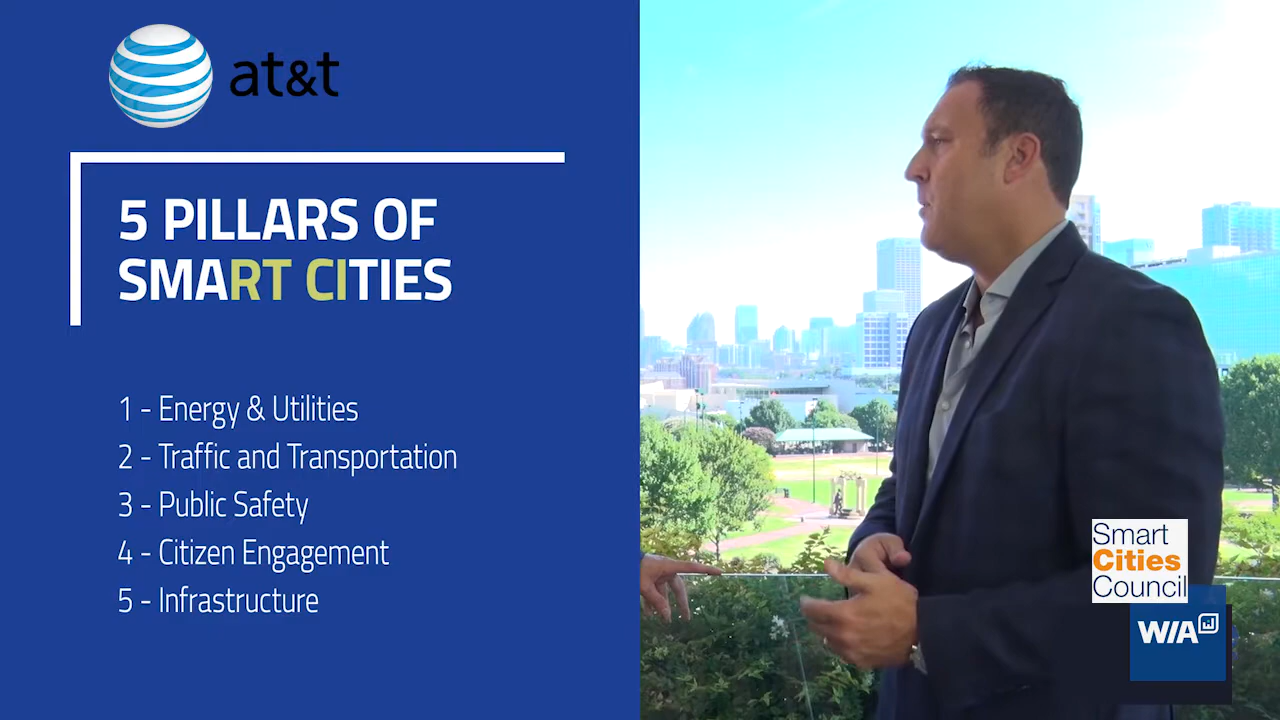 at&t
5 PILLARS OF
SMART CITIES
1 - Energy & Utilities
2 - Traffic and Transportation
3 - Public Safety
4 - Citizen Engagement
5 - Infrastructure
Smart
Cities
Council
WIA